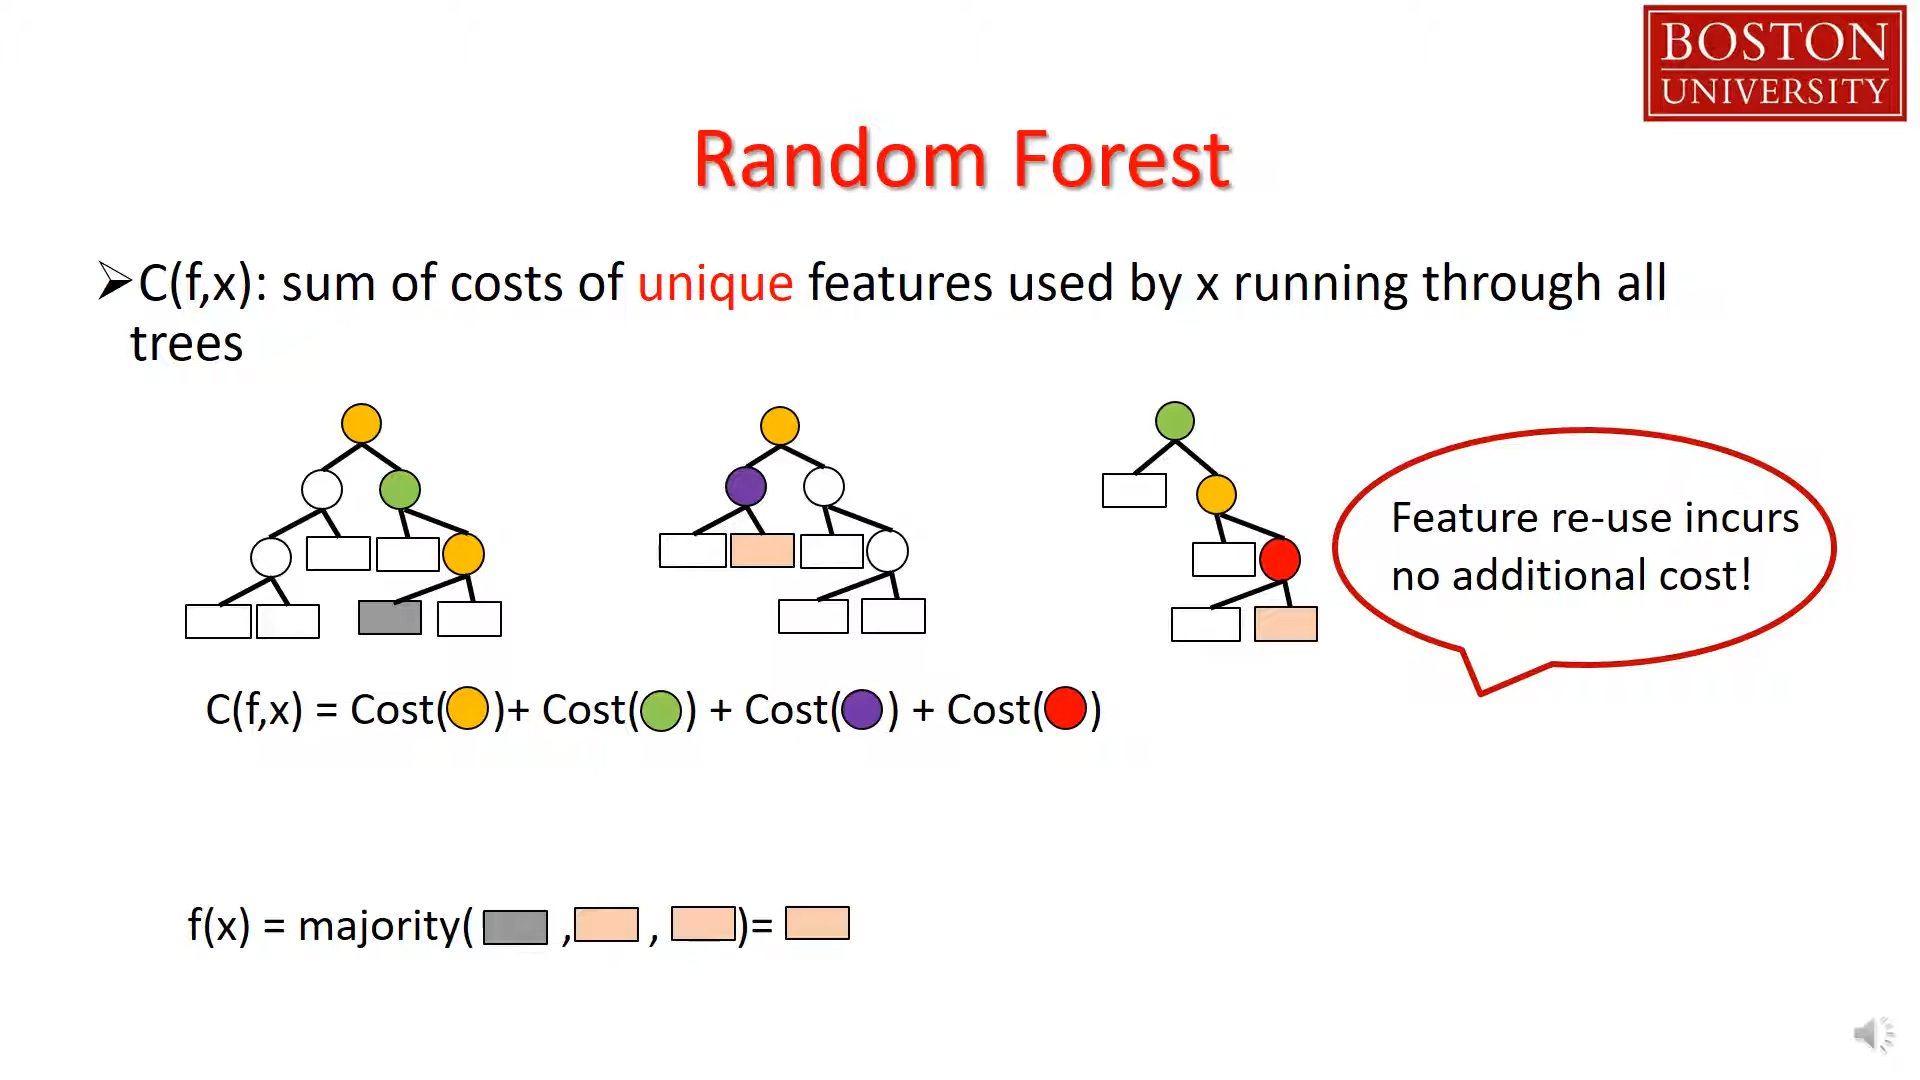 BOSTON
UNIVERSITY
Random Forest
➢C(f,x): sum of costs of unique features used by x running through all
trees
Feature re-use incurs
no additional cost!
C(f,x) = Cost( )+ Cost( ) + Cost( ) + Cost( )
f(x) = majority( , , )=